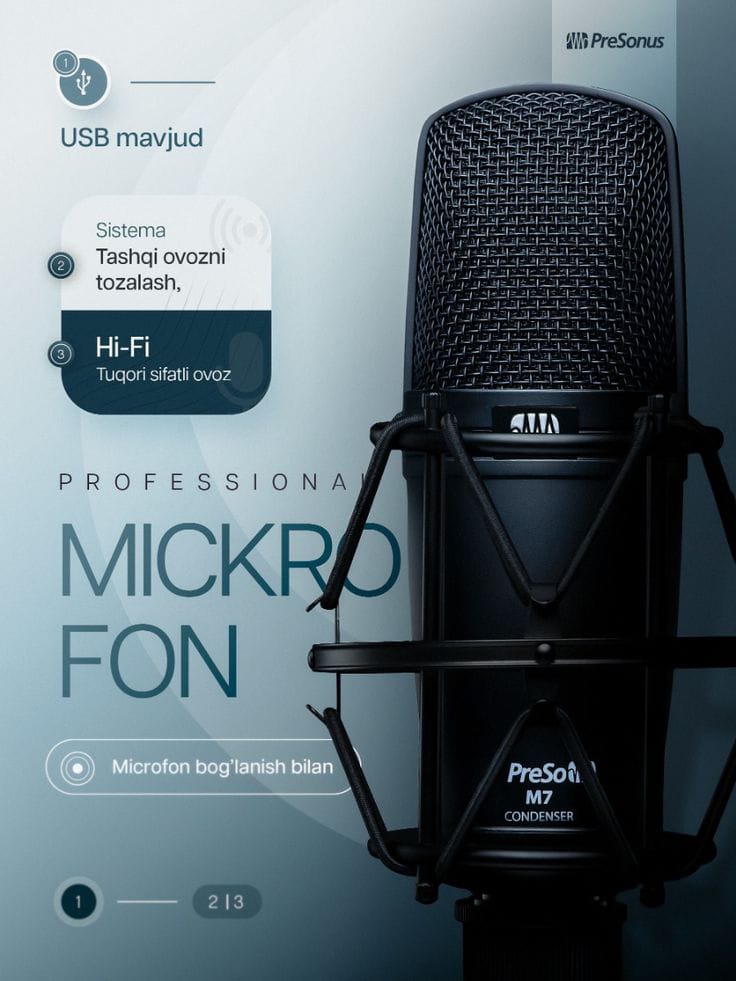 1
PreSonus
USB mavjud
Sistema
2
Tashqi ovozni
tozalash,
3
Hi-Fi
Tuqori sifatli ovoz
PROFESSIONAL
MICKRO
FON
Microfon bog'lanish bilan
PreSo
M7
CONDENSER
1
2|3